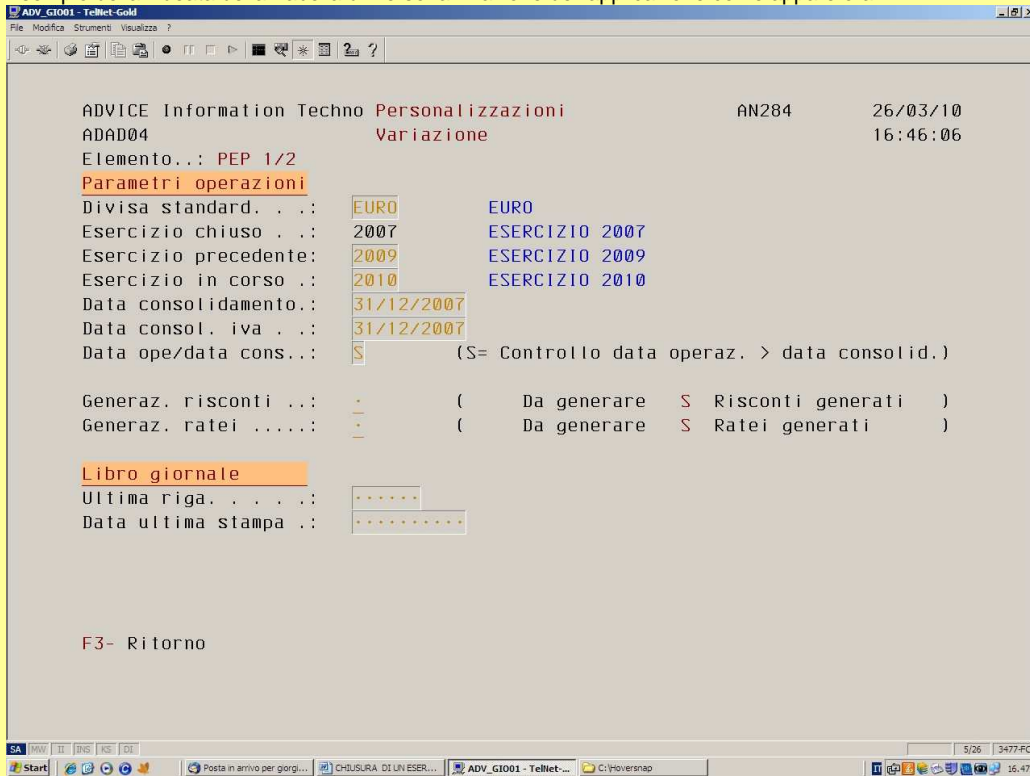 ADV_GI001 - TelNet-Gold
File Modifica Strumenti Visualizza ?
ADVICE Information Techno Personalizzazioni AN284 26/03/10
ADAD04 Variazione 16:46:06
Elemento..: PEP 1/2
Parametri operazioni
Divisa standard. . .: EURO EURO
Esercizio chiuso . ..: 2007 ESERCIZIO 2007
Esercizio precedente: 2009 ESERCIZIO 2009
Esercizio in corso .: 2010 ESERCIZIO 2010
Data consolidamento.: 31/12/2007
Data consol. iva . ..: 31/12/2007
Data ope/data cons..: S (S= Controllo data operaz. > data consolid.)
Generaz. risconti ..: . ( Da generare S Risconti generati )
Generaz. ratei .....: . ( Da generare S Ratei generati )
Libro giornale
Ultima riga. . . . .: ......
Data ultima stampa .: ..........
F3- Ritorno
SA MW II INS KS DI 5/26 3477-FC
Start Posta in arrivo per giorgi... CHIUSURA DI UN ESER... ADV_GI001 - TelNet-... C:\Hoversnap 16.47